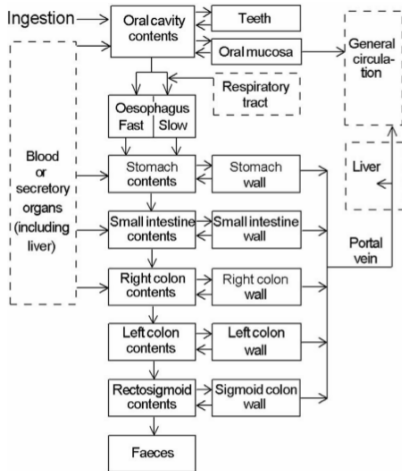 Ingestion
Oral cavity
contents
Teeth
Oral mucosa
General
circula-
tion
Respiratory
tract
Oesophagus
Fast Slow
Blood
or
secretory
organs
(including
liver)
Stomach
contents
Stomach
wall
Liver
Small intestine
contents
Small intestine
wall
Portal
vein
Right colon
contents
Right colon
wall
Left colon
contents
Left colon
wall
Rectosigmoid
contents
Sigmoid colon
wall
Faeces